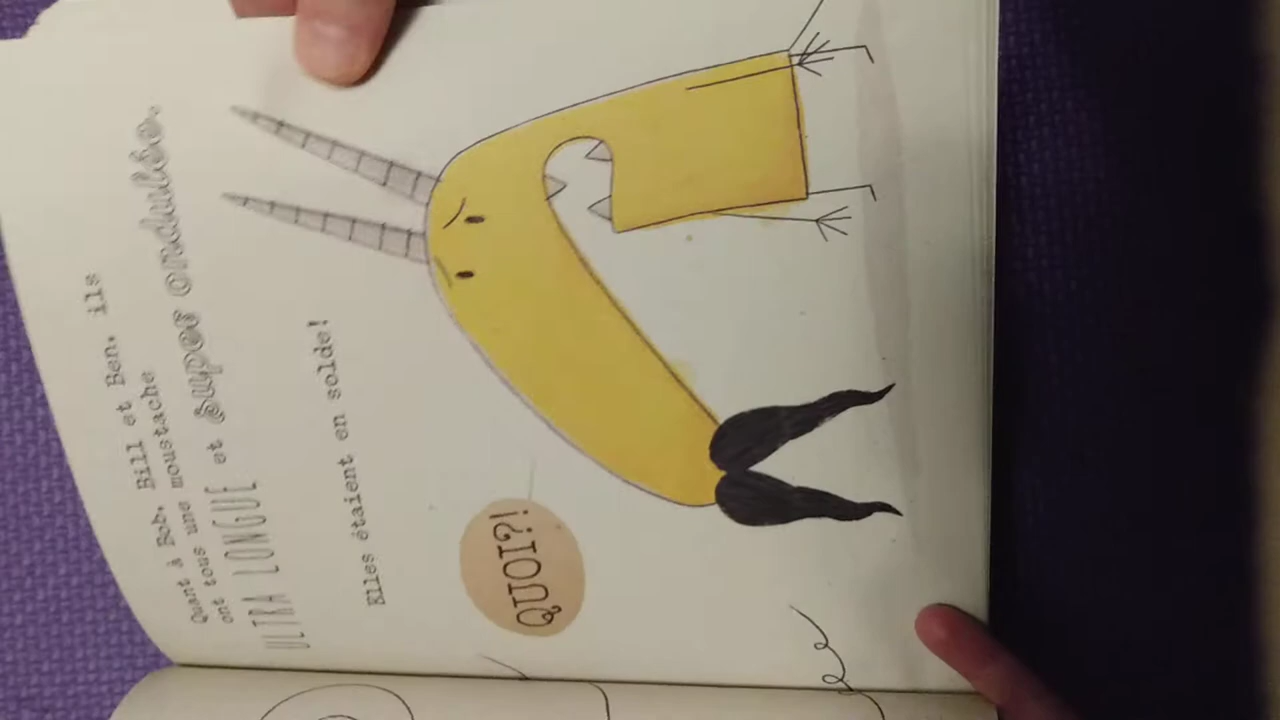 Quant à Bob, Bill et Ben, ils
ont tous une moustache
ULTRA LONGUE et super ondulée.
Elles étaient en solde!
QUOI?!